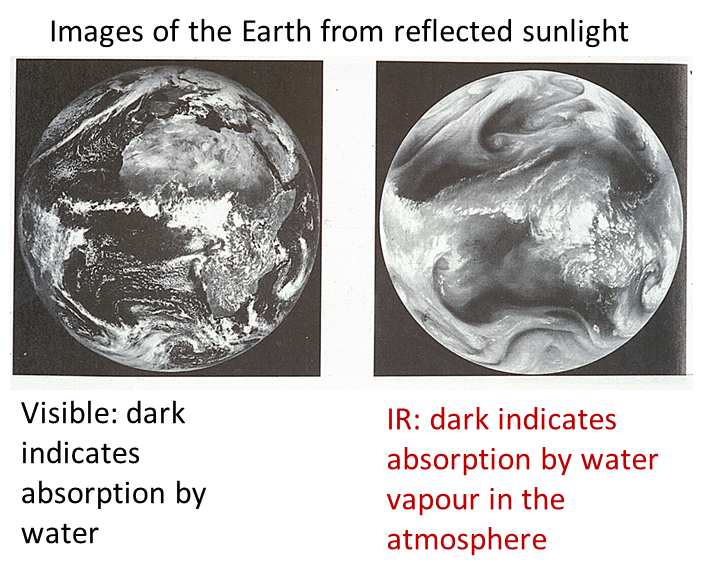 Images of the Earth from reflected sunlight
Visible: dark
indicates
absorption by
water
IR: dark indicates
absorption by water
vapour in the
atmosphere